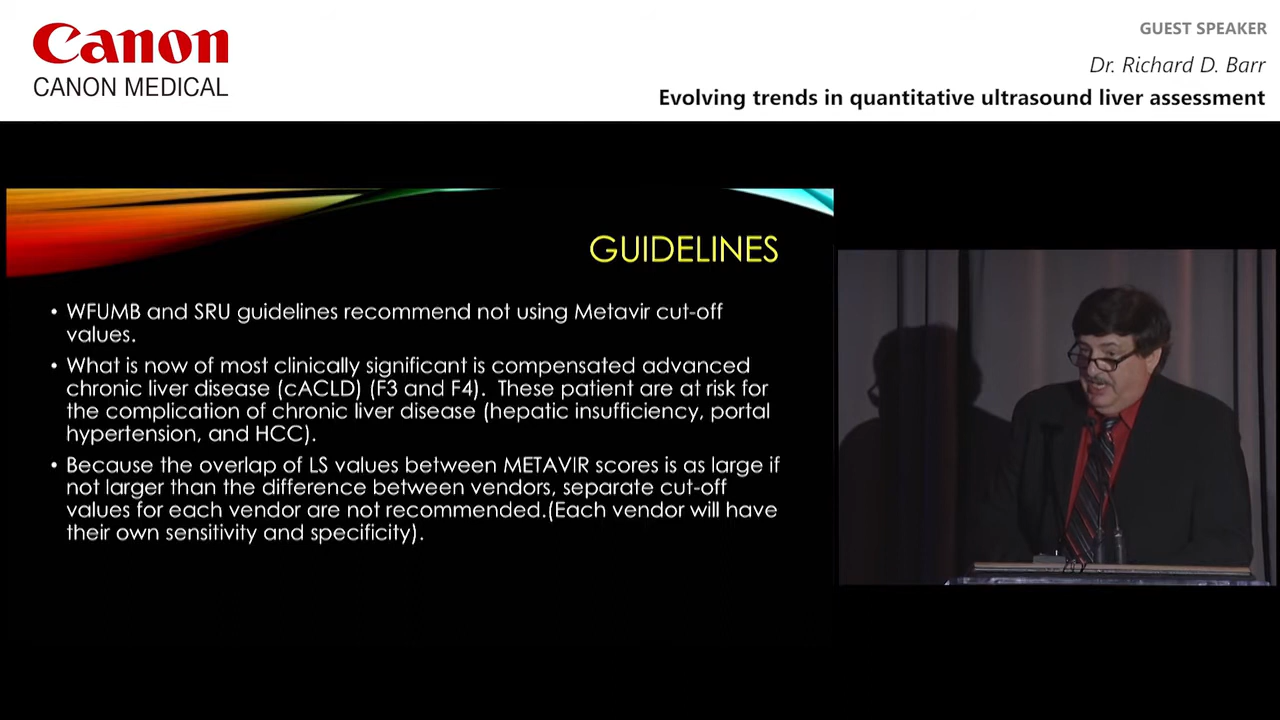 Canon
CANON MEDICAL
GUEST SPEAKER
Dr. Richard D. Barr
Evolving trends in quantitative ultrasound liver assessment
GUIDELINES
• WFUMB and SRU guidelines recommend not using Metavir cut-off
values.
• What is now of most clinically significant is compensated advanced
chronic liver disease (cACLD) (F3 and F4). These patient are at risk for
the complication of chronic liver disease (hepatic insufficiency, portal
hypertension, and HCC).
• Because the overlap of LS values between METAVIR scores is as large if
not larger than the difference between vendors, separate cut-off
values for each vendor are not recommended.(Each vendor will have
their own sensitivity and specificity).